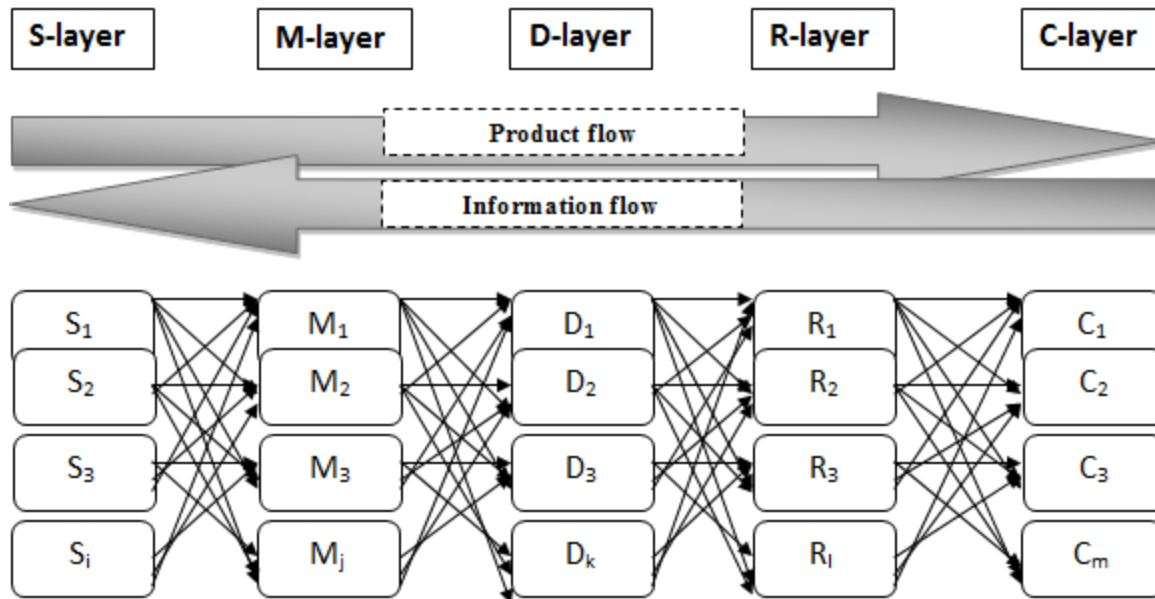 S-layer M-layer D-layer R-layer C-layer
Product flow
Information flow
S₁ M₁ D₁ R₁ C₁
S₂ M₂ D₂ R₂ C₂
S₃ M₃ D₃ R₃ C₃
Sᵢ Mⱼ Dₖ Rₗ Cₘ